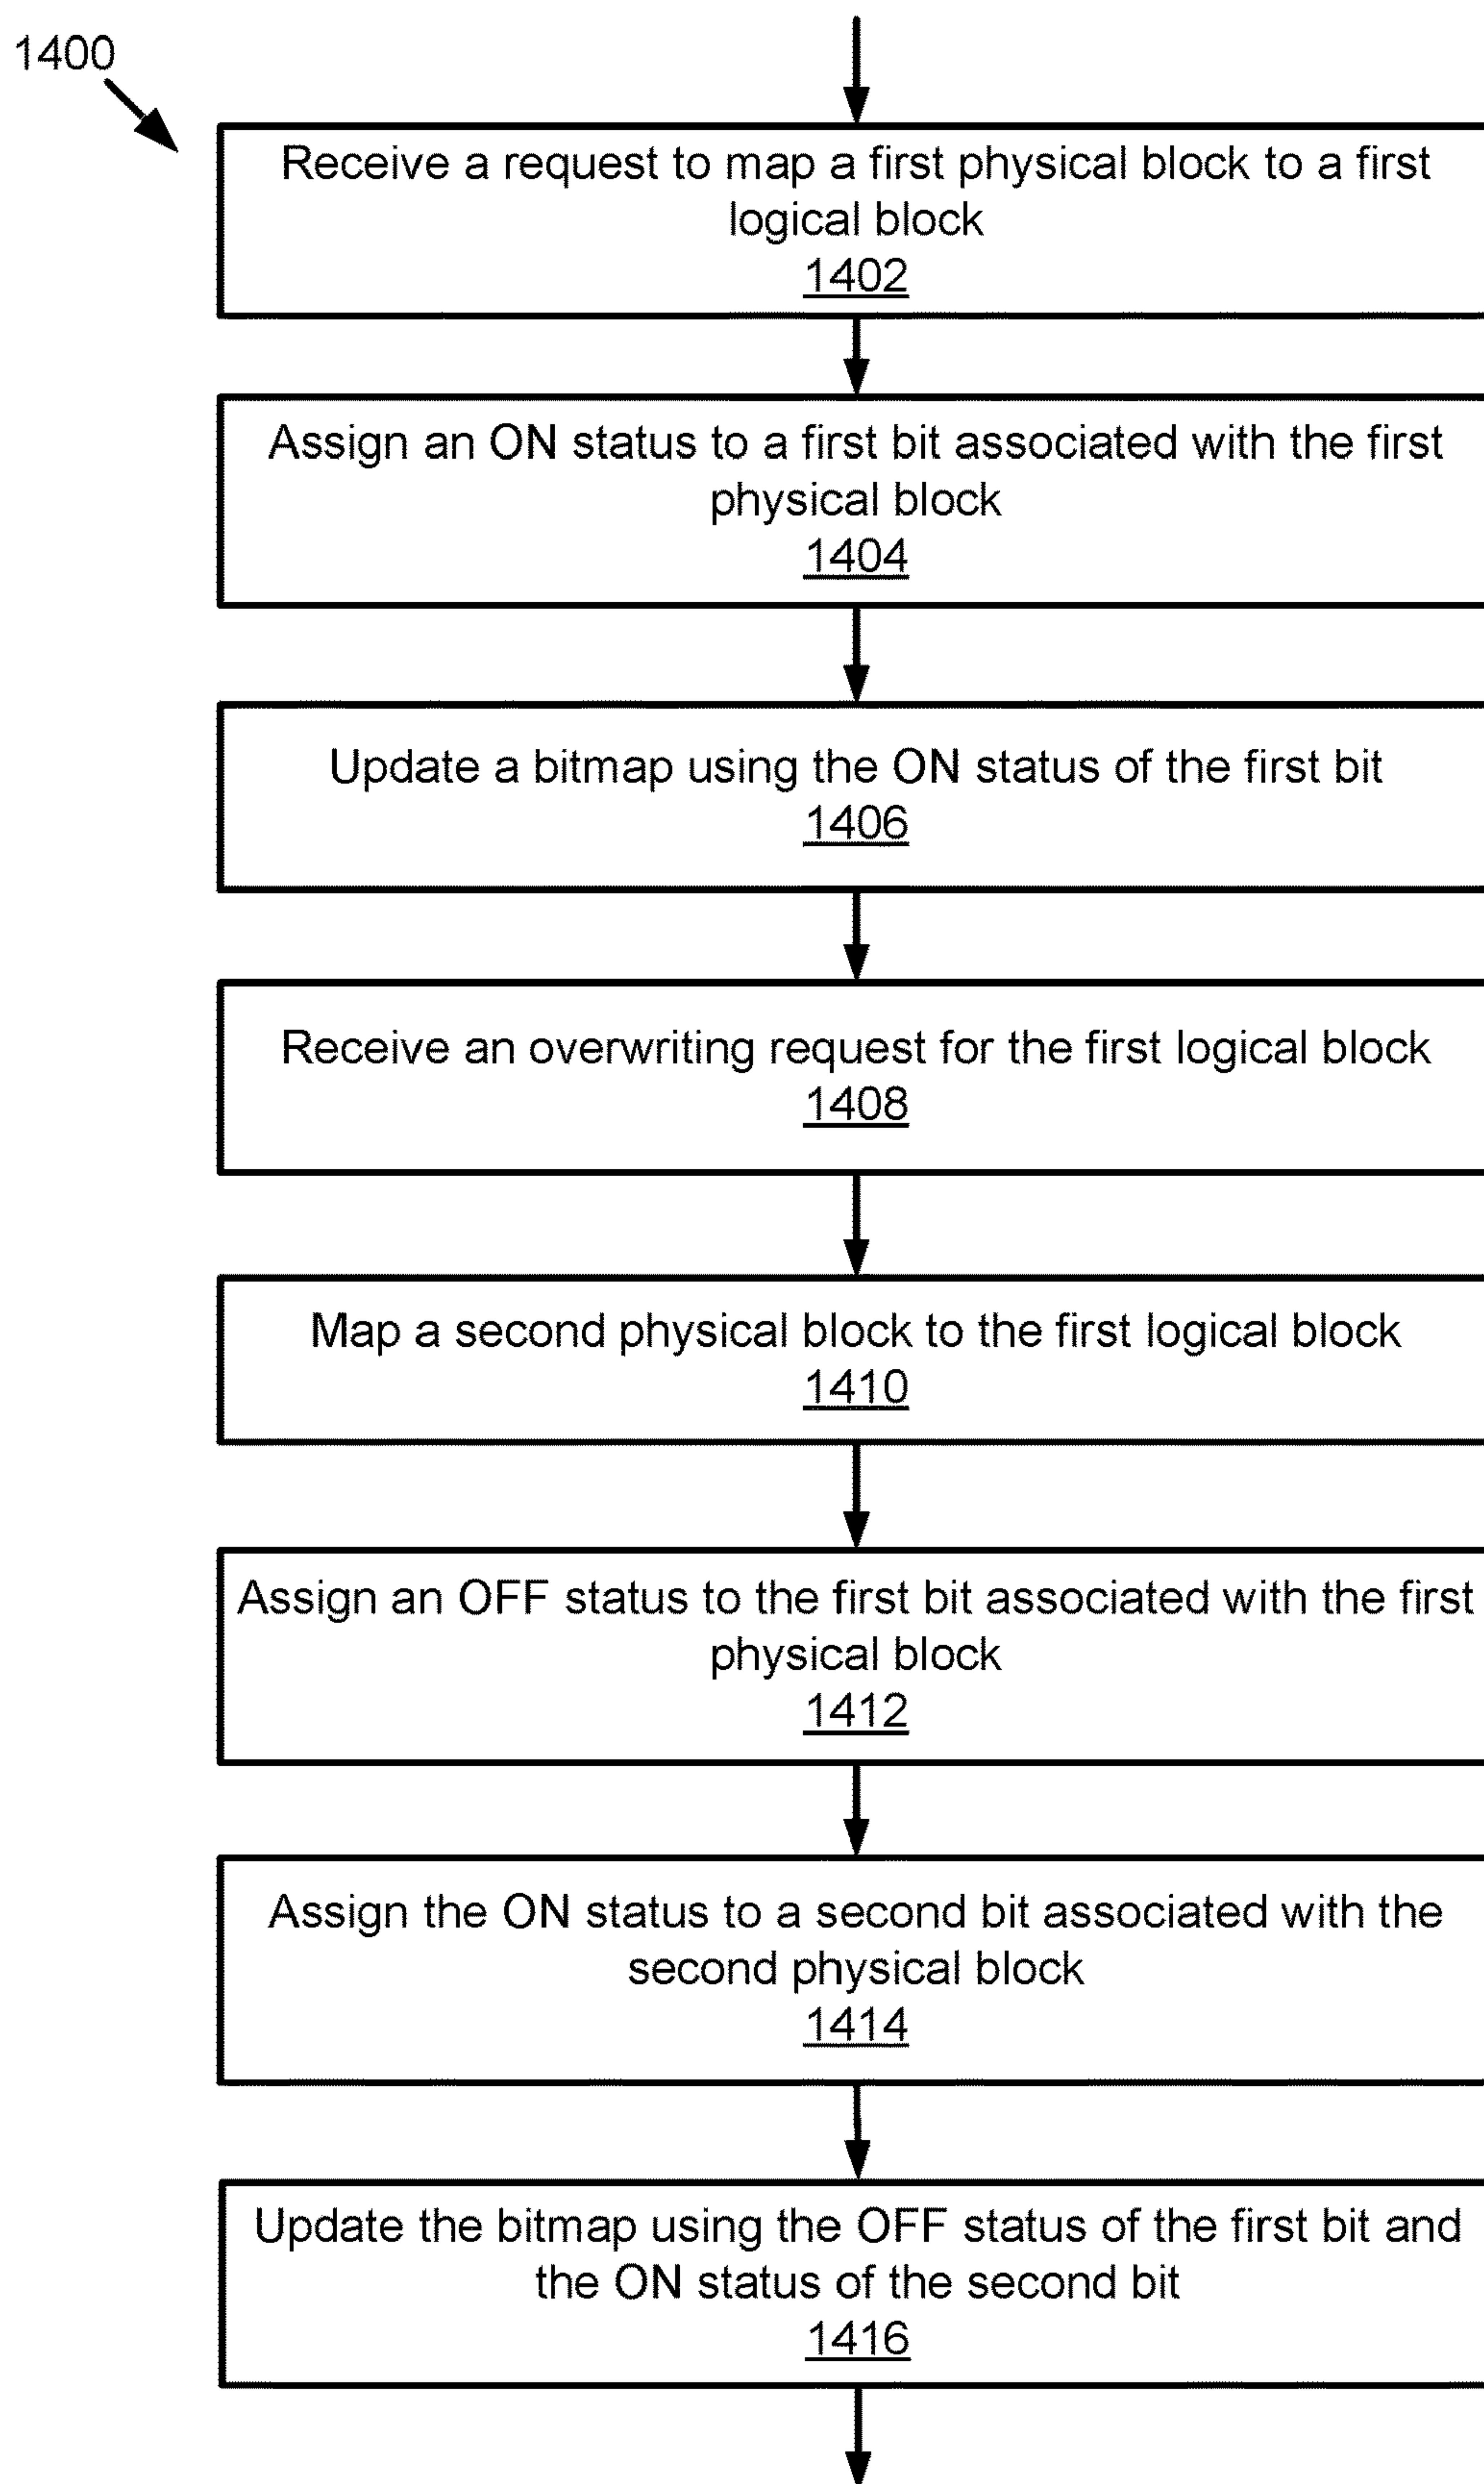 1400
Receive a request to map a first physical block to a first
logical block
1402
Assign an ON status to a first bit associated with the first
physical block
1404
Update a bitmap using the ON status of the first bit
1406
Receive an overwriting request for the first logical block
1408
Map a second physical block to the first logical block
1410
Assign an OFF status to the first bit associated with the first
physical block
1412
Assign the ON status to a second bit associated with the
second physical block
1414
Update the bitmap using the OFF status of the first bit and
the ON status of the second bit
1416